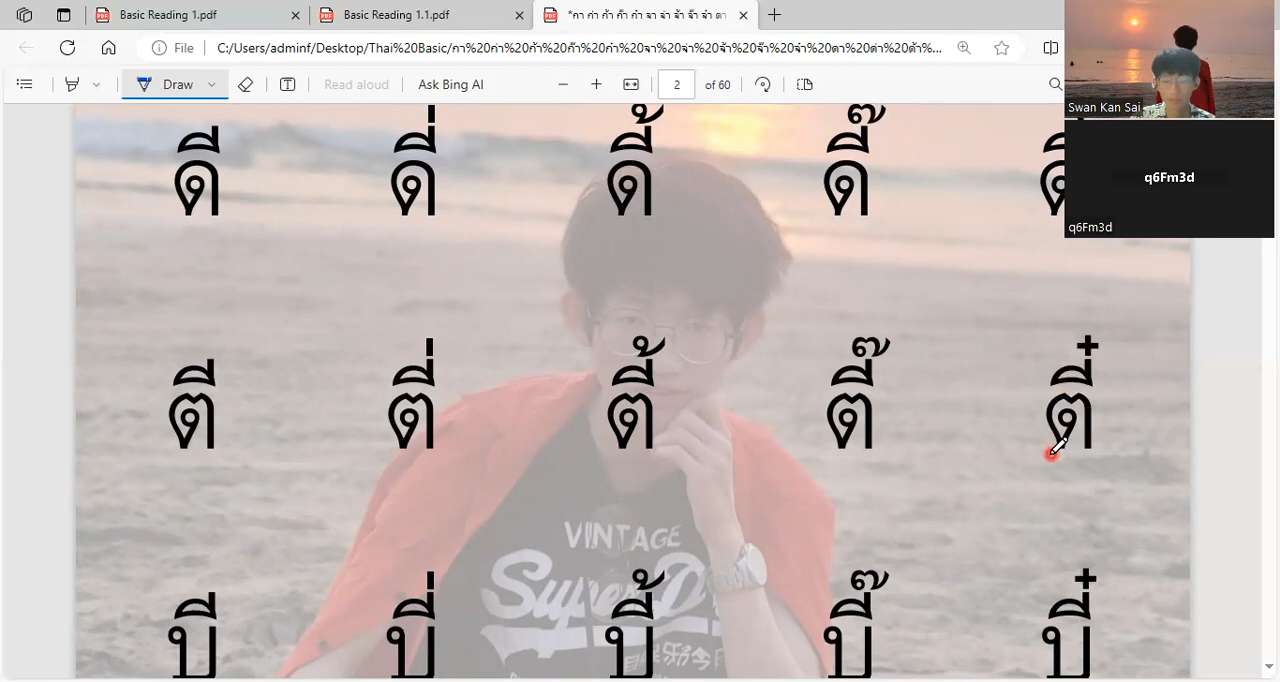 Basic Reading 1.pdf
Basic Reading 1.1.pdf
*กา ก่า ก้า ก๊า ก๋า จา จ่า จ้า จ๊า จ๋า ดา
File
C:/Users/adminf/Desktop/Thai%20Basic/กา%20ก่า%20ก้า%20ก๊า%20ก๋า%20จา%20จ่า%20จ้า%20จ๊า%20จ๋า%20ดา%20ด่า%20ด้า%...
Draw
Read aloud
Ask Bing AI
2 of 60
Swan Kan Sai
q6Fm3d
q6Fm3d
ดี ดี่ ดี้ ดี๊
ตี ตี่ ตี้ ตี๊ ตี๋
VINTAGE
บี บี่ บี้ บี๊ บี๋